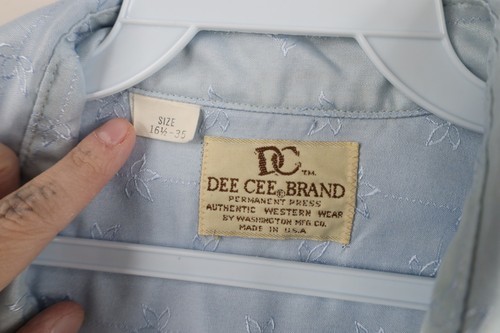 SIZE
16½-35
DC TM.
DEE CEE® BRAND
PERMANENT PRESS
AUTHENTIC WESTERN WEAR
BY WASHINGTON MFG. CO.
MADE IN U.S.A